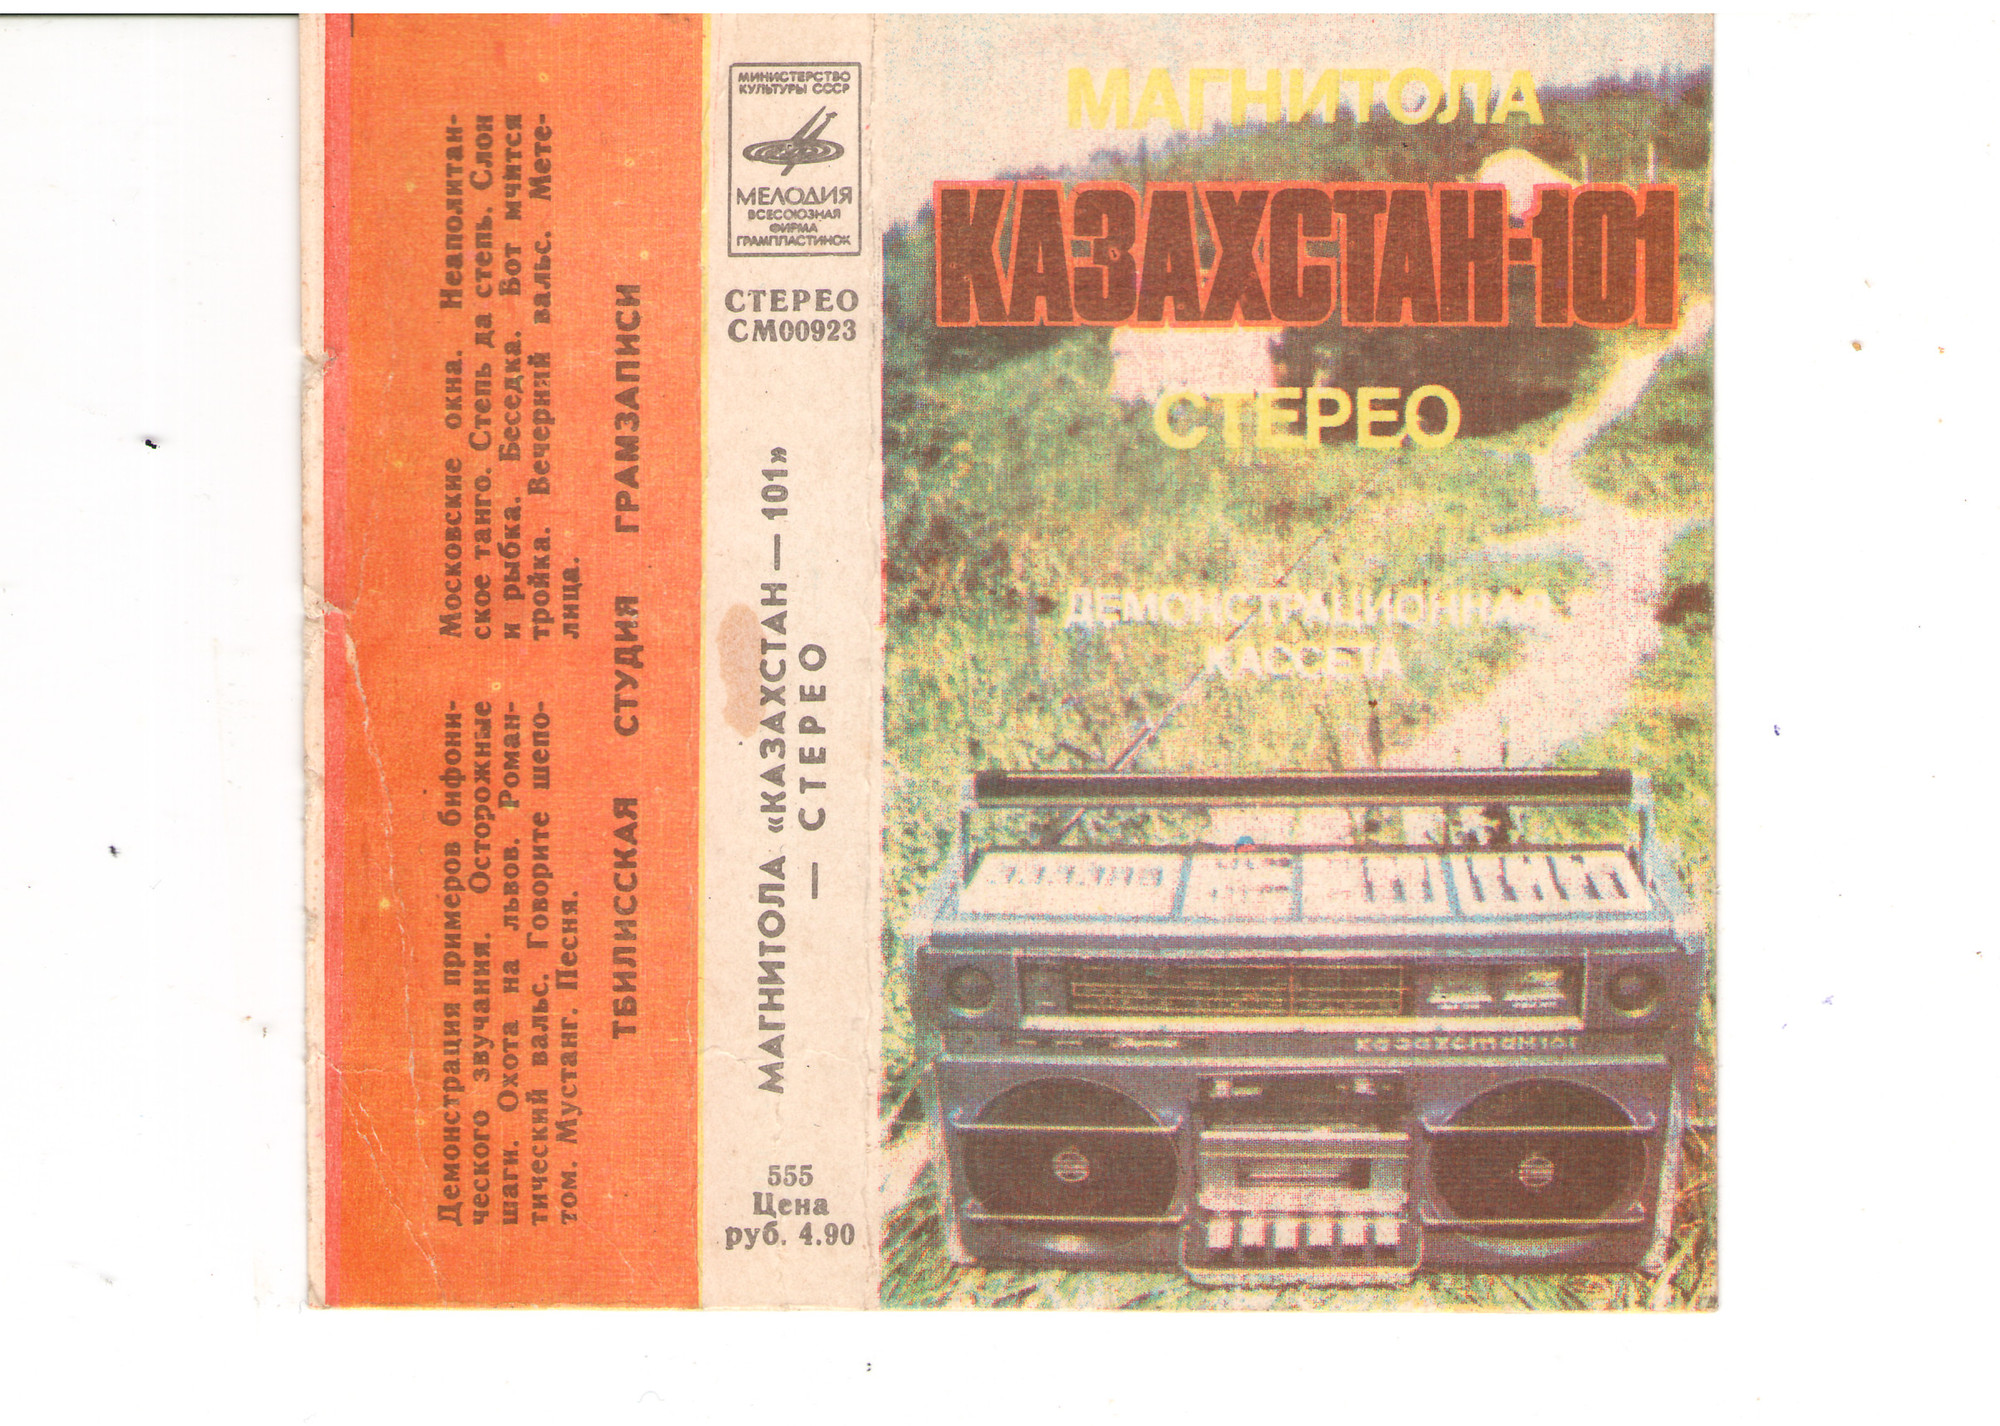 Демонстрация примеров бифони-
ческого звучания. Осторожные
шаги. Охота на львов. Роман-
тический вальс. Говорите шепо-
том. Мустанг. Песня.
Московские окна. Неаполитан-
ское танго. Степь да степь. Слон
и рыбка. Беседка. Вот мчится
тройка. Вечерний вальс. Мете-
лица.
ТБИЛИССКАЯ СТУДИЯ ГРАМЗАПИСИ
МИНИСТЕРСТВО
КУЛЬТУРЫ СССР
МЕЛОДИЯ
ВСЕСОЮЗНАЯ
ФИРМА
ГРАМПЛАСТИНОК
СТЕРЕО
СМ00923
МАГНИТОЛА «КАЗАХСТАН—101»
— СТЕРЕО
555
Цена
руб. 4.90
МАГНИТОЛА
КАЗАХСТАН-101
СТЕРЕО
ДЕМОНСТРАЦИОННАЯ
КАССЕТА
казахстан 101